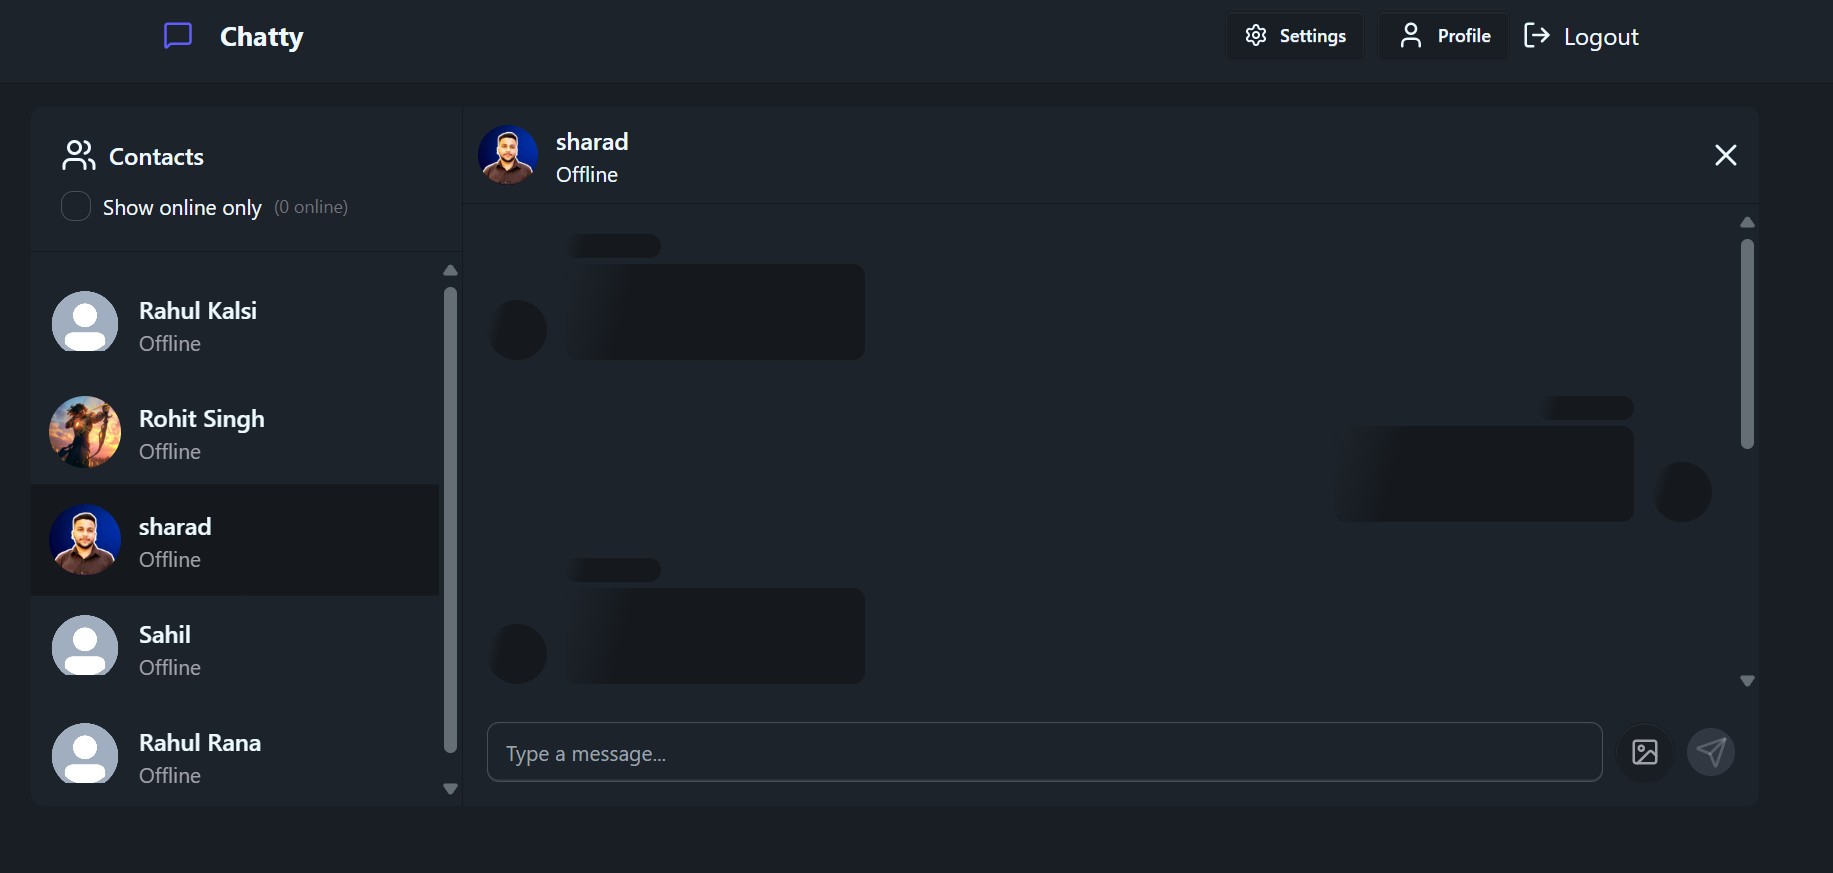 Chatty
Settings
Profile
Logout
Contacts
Show online only (0 online)
Rahul Kalsi
Offline
Rohit Singh
Offline
sharad
Offline
Sahil
Offline
Rahul Rana
Offline
sharad
Offline
Type a message...